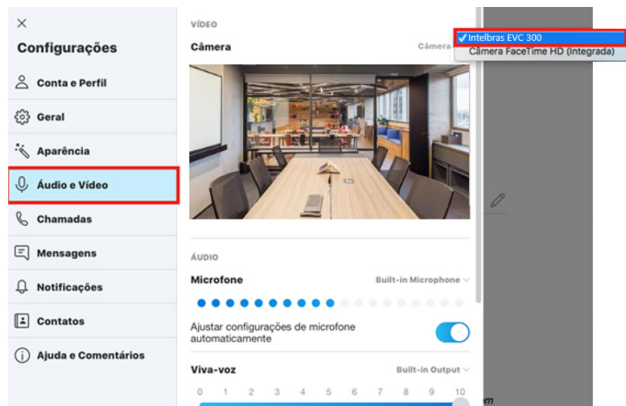 Configurações
Conta e Perfil
Geral
Aparência
Áudio e Vídeo
Chamadas
Mensagens
Notificações
Contatos
Ajuda e Comentários
VÍDEO
Câmera
Câmera
Intelbras EVC 300
Câmera FaceTime HD (Integrada)
ÁUDIO
Microfone
Built-in Microphone
Ajustar configurações de microfone
automaticamente
Viva-voz
Built-in Output
0 1 2 3 4 5 6 7 8 9 10